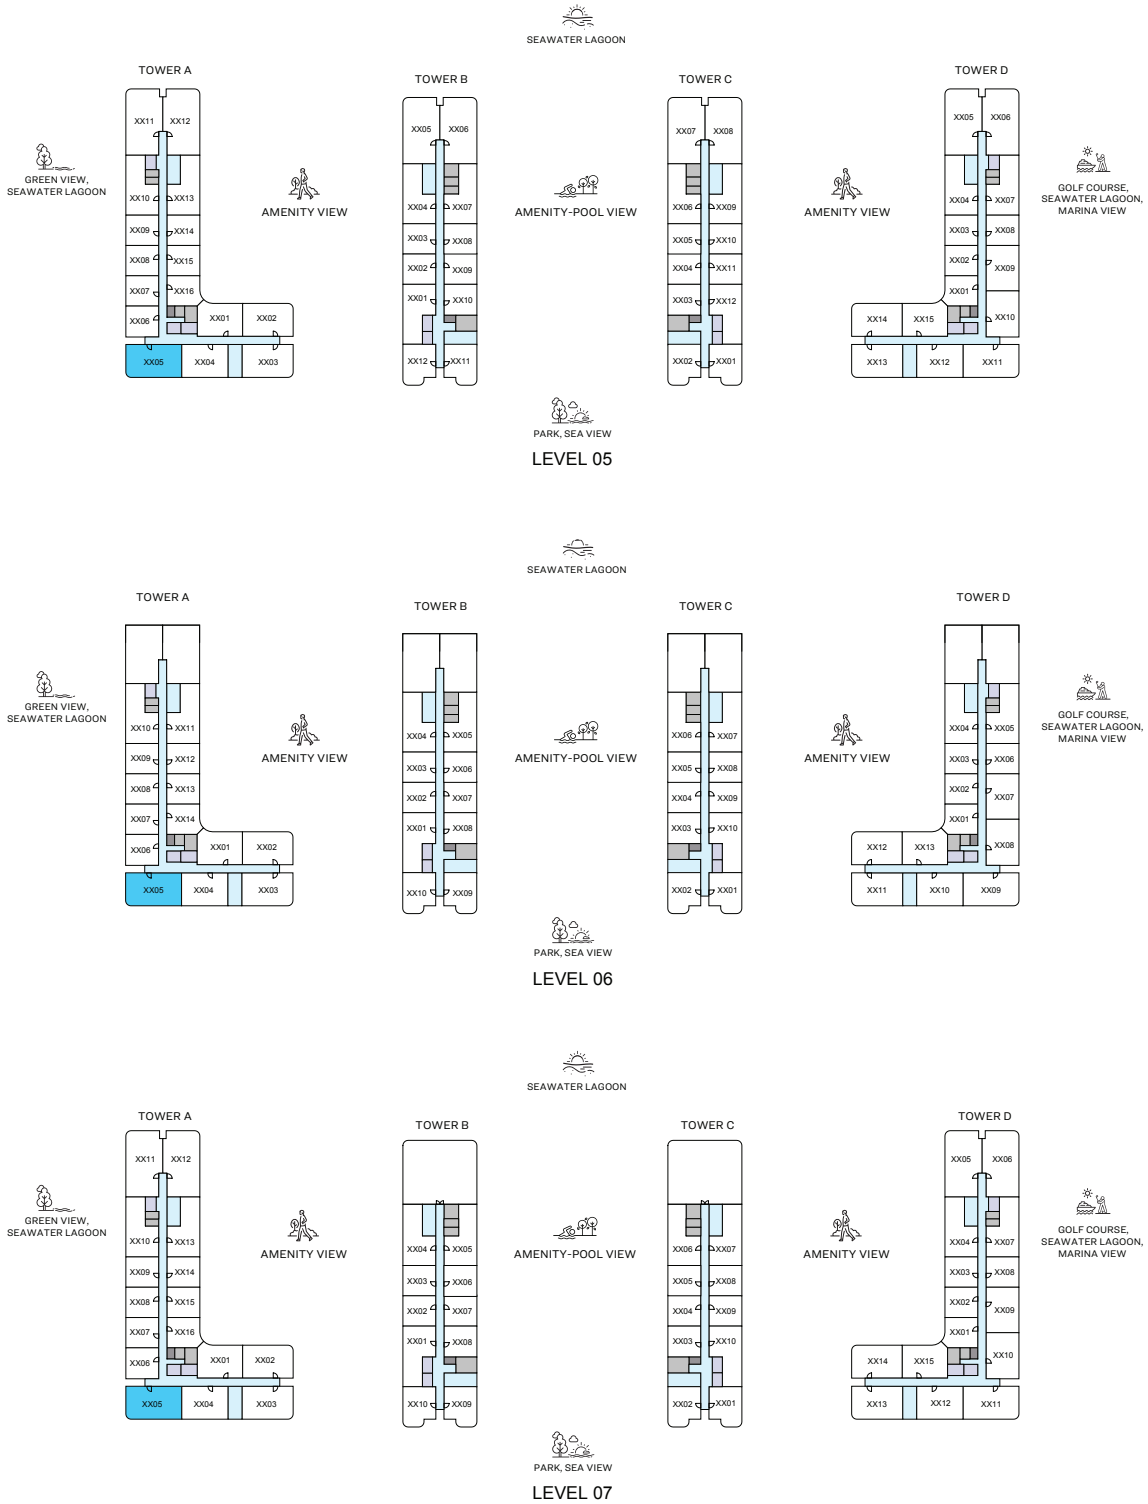 SEAWATER LAGOON
TOWER A
TOWER B
TOWER C
TOWER D
XX11 XX12
XX05 XX06
XX07 XX08
XX05 XX06
GREEN VIEW,
SEAWATER LAGOON
AMENITY VIEW
AMENITY-POOL VIEW
AMENITY VIEW
GOLF COURSE,
SEAWATER LAGOON,
MARINA VIEW
XX10 XX13
XX04 XX07
XX06 XX09
XX04 XX07
XX09 XX14
XX03 XX08
XX05 XX10
XX03 XX08
XX08 XX15
XX02 XX09
XX04 XX11
XX02 XX09
XX07 XX16
XX01 XX10
XX03 XX12
XX01
XX06 XX01 XX02
XX14 XX15 XX10
XX05 XX04 XX03
XX12 XX11
XX02 XX01
XX13 XX12 XX11
PARK, SEA VIEW
LEVEL 05
SEAWATER LAGOON
TOWER A
TOWER B
TOWER C
TOWER D
GREEN VIEW,
SEAWATER LAGOON
AMENITY VIEW
AMENITY-POOL VIEW
AMENITY VIEW
GOLF COURSE,
SEAWATER LAGOON,
MARINA VIEW
XX10 XX11
XX04 XX05
XX06 XX07
XX04 XX05
XX09 XX12
XX03 XX06
XX05 XX08
XX03 XX06
XX08 XX13
XX02 XX07
XX04 XX09
XX02 XX07
XX07 XX14
XX01 XX08
XX03 XX10
XX01
XX06 XX01 XX02
XX12 XX13 XX08
XX05 XX04 XX03
XX10 XX09
XX02 XX01
XX11 XX10 XX09
PARK, SEA VIEW
LEVEL 06
SEAWATER LAGOON
TOWER A
TOWER B
TOWER C
TOWER D
XX11 XX12
XX05 XX06
GREEN VIEW,
SEAWATER LAGOON
AMENITY VIEW
AMENITY-POOL VIEW
AMENITY VIEW
GOLF COURSE,
SEAWATER LAGOON,
MARINA VIEW
XX10 XX13
XX04 XX05
XX06 XX07
XX04 XX07
XX09 XX14
XX03 XX06
XX05 XX08
XX03 XX08
XX08 XX15
XX02 XX07
XX04 XX09
XX02 XX09
XX07 XX16
XX01 XX08
XX03 XX10
XX01
XX06 XX01 XX02
XX14 XX15 XX10
XX05 XX04 XX03
XX10 XX09
XX02 XX01
XX13 XX12 XX11
PARK, SEA VIEW
LEVEL 07